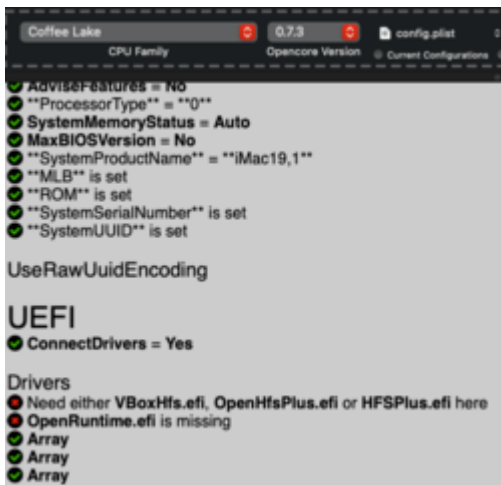 Coffee Lake
0.7.3
config.plist
CPU Family
Opencore Version
Current Configurations
AdviseFeatures = No
**ProcessorType** = **0**
SystemMemoryStatus = Auto
MaxBIOSVersion = No
**SystemProductName** = **iMac19,1**
**MLB** is set
**ROM** is set
**SystemSerialNumber** is set
**SystemUUID** is set
UseRawUuidEncoding
UEFI
ConnectDrivers = Yes
Drivers
Need either VBoxHfs.efi, OpenHfsPlus.efi or HFSPlus.efi here
OpenRuntime.efi is missing
Array
Array
Array